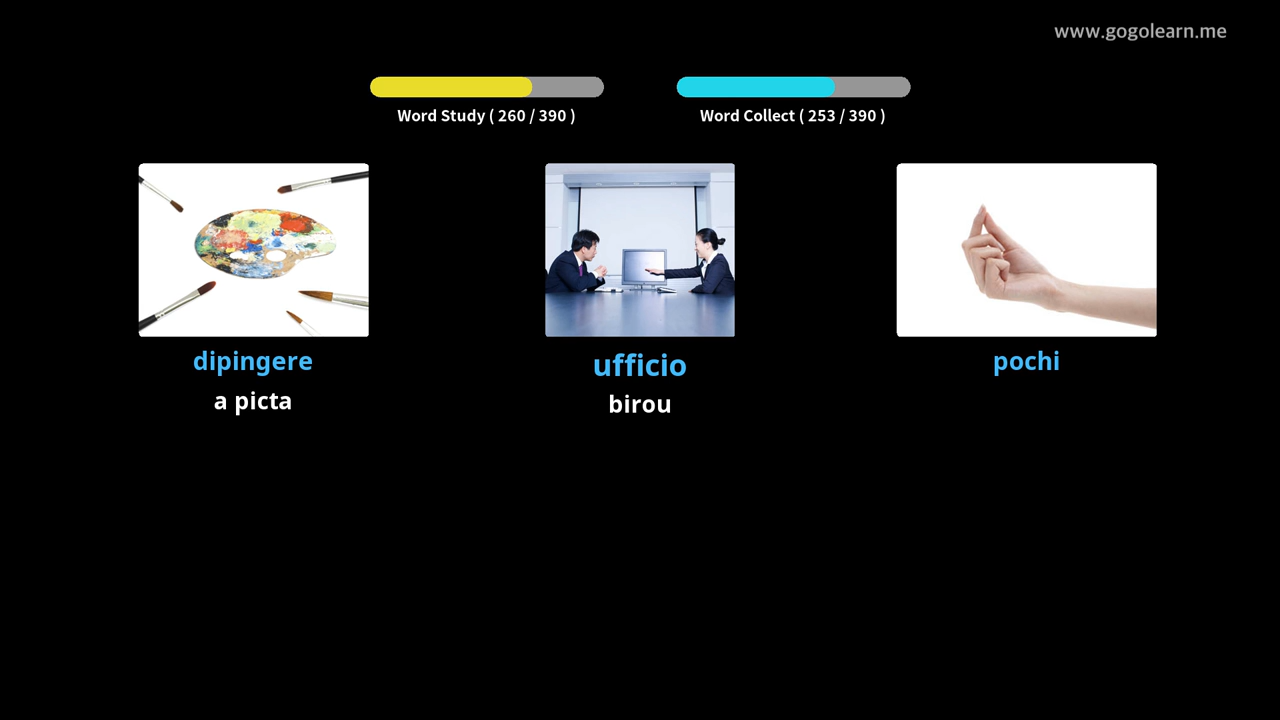 www.gogolearn.me
Word Study ( 260 / 390 )
Word Collect ( 253 / 390 )
dipingere
a picta
ufficio
birou
pochi